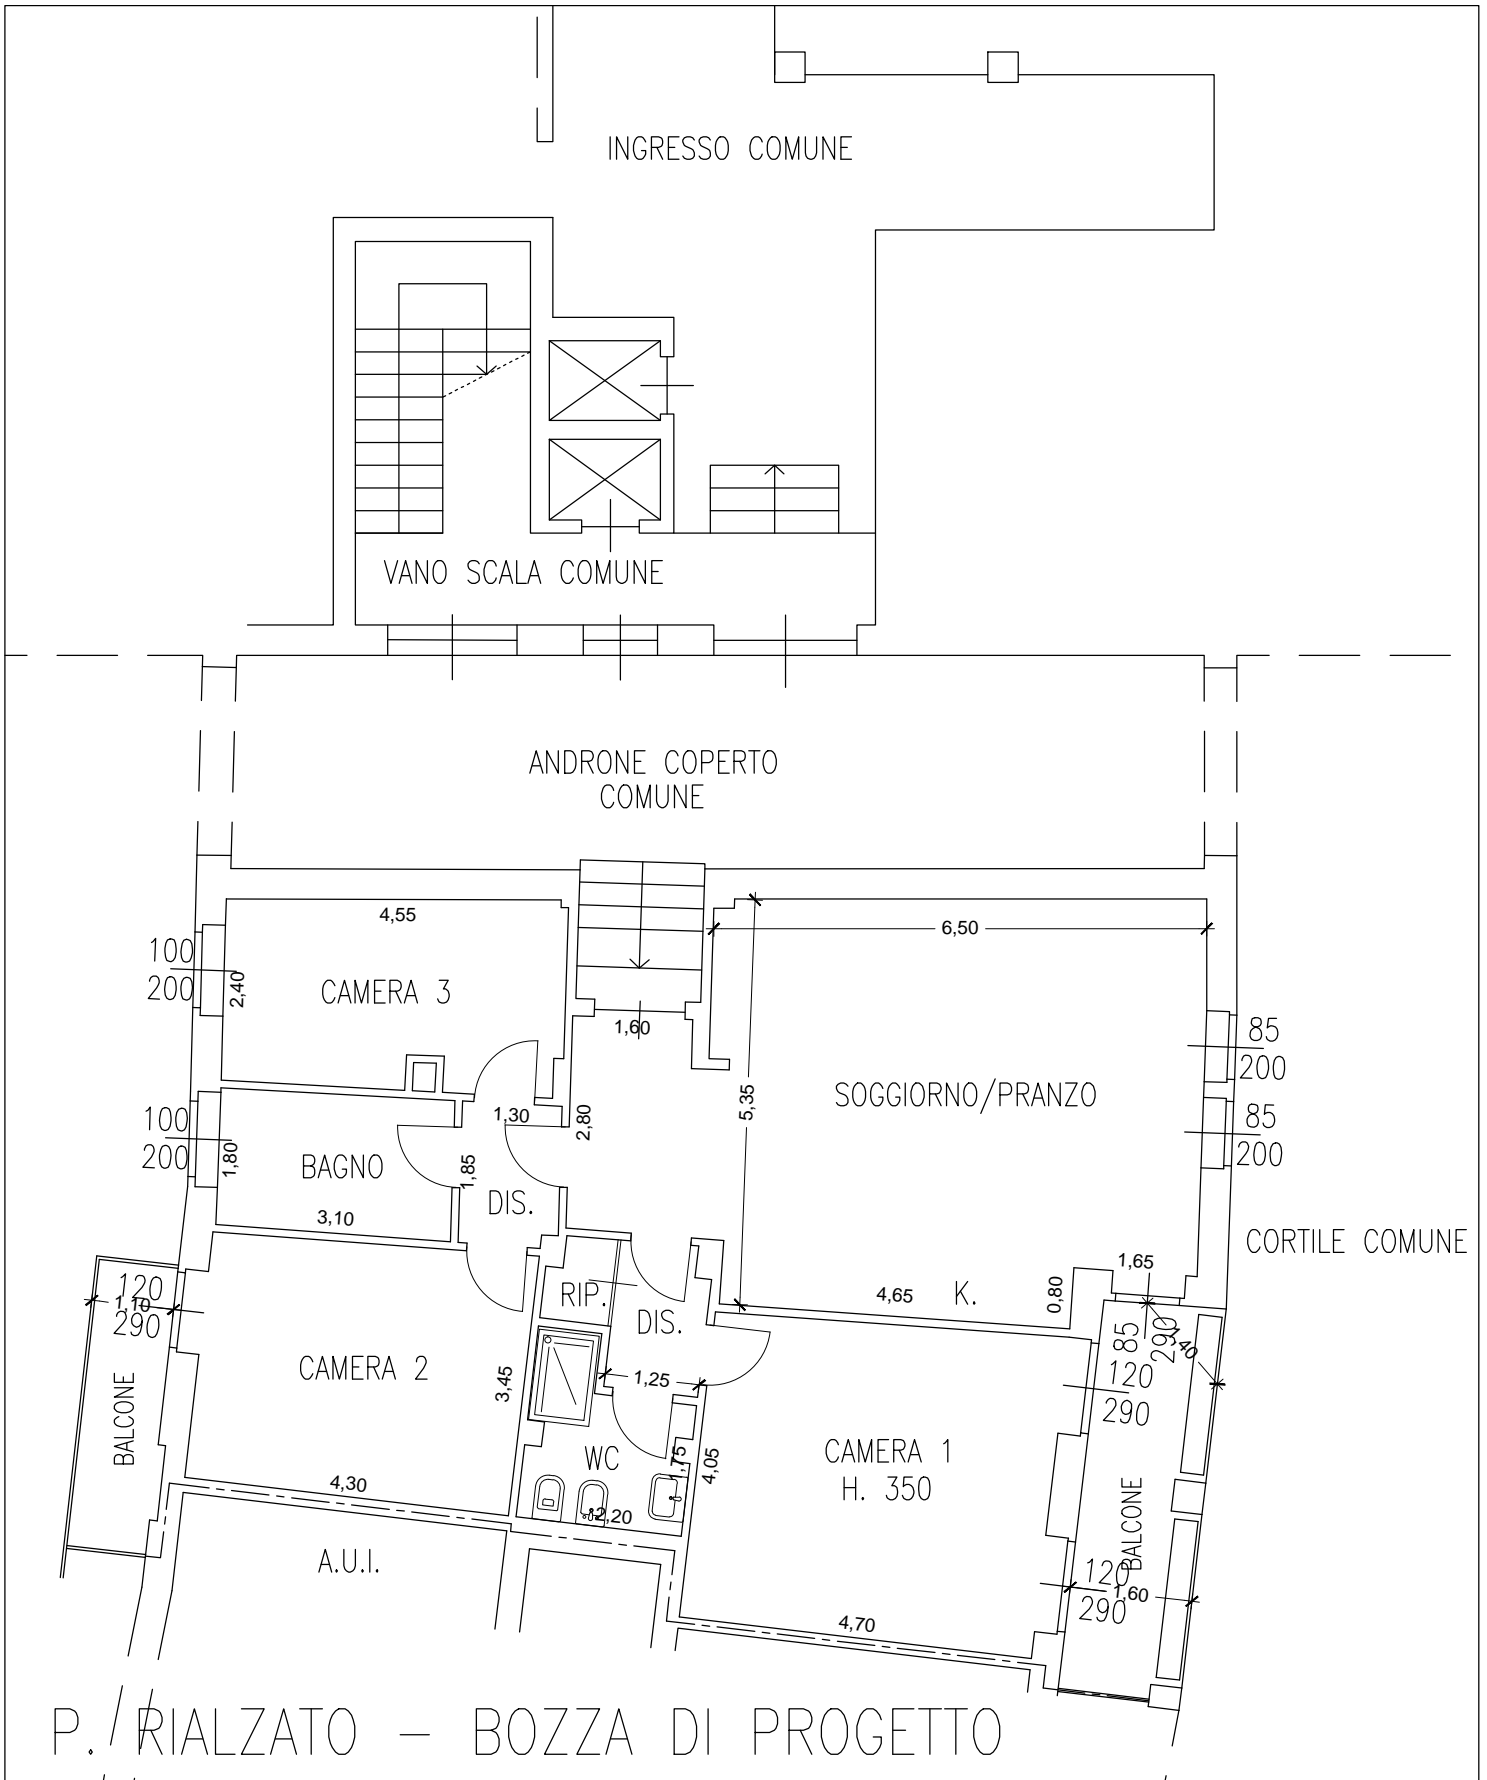 INGRESSO COMUNE
VANO SCALA COMUNE
ANDRONE COPERTO
COMUNE
4,55
6,50
100
200
2,40
CAMERA 3
1,60
85
200
5,35
SOGGIORNO/PRANZO
1,30
2,80
100
200
1,80
BAGNO
1,85
DIS.
85
200
3,10
CORTILE COMUNE
120
290
1,10
RIP.
DIS.
4,65
K.
0,80
1,65
85
290
1,40
120
290
CAMERA 2
3,45
1,25
BALCONE
WC
1,75
4,05
CAMERA 1
H. 350
4,30
2,20
BALCONE
A.U.I.
120
290
1,60
4,70
P. RIALZATO - BOZZA DI PROGETTO